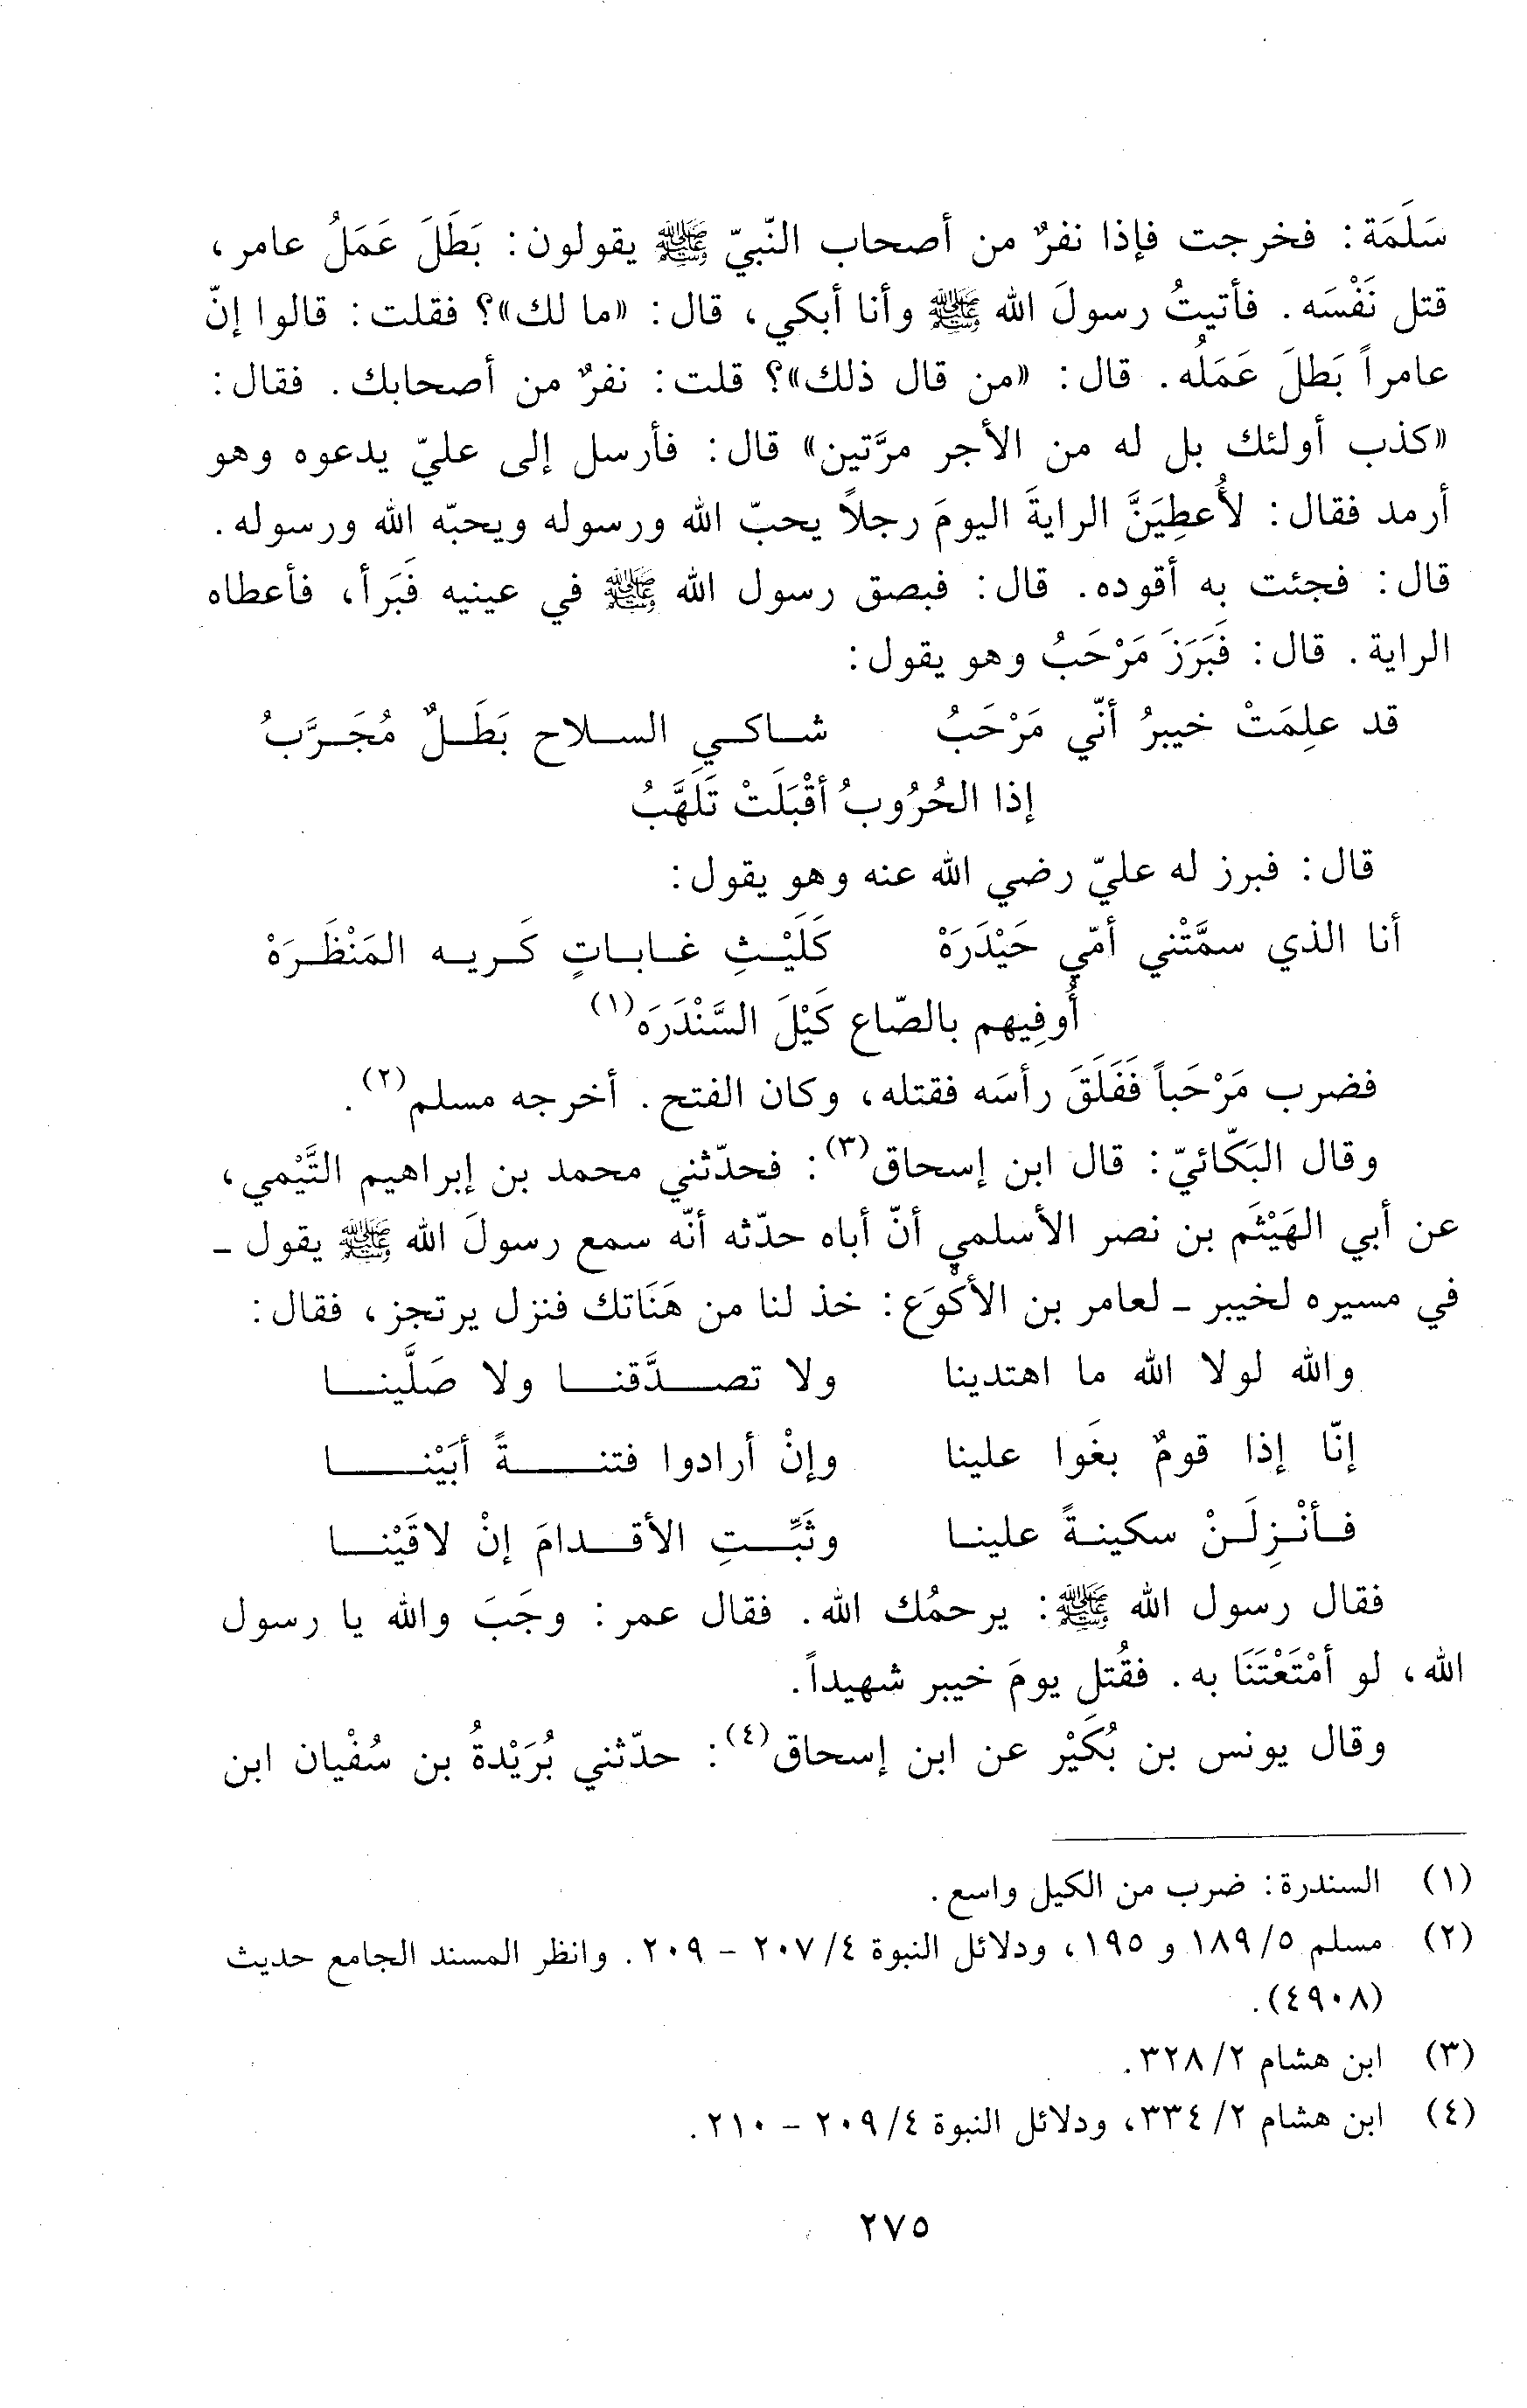 سَلَمَة: فخرجت فإذا نفرٌ من أصحاب النّبيّ ﷺ يقولون: بَطَلَ عَمَلُ عامر،
قتل نَفْسَه. فأتيتُ رسولَ الله ﷺ وأنا أبكي، قال: «ما لك»؟ فقلت: قالوا إنّ
عامراً بَطلَ عَمَلُه. قال: «من قال ذلك»؟ قلت: نفرٌ من أصحابك. فقال:
«كذب أولئك بل له من الأجر مرَّتين» قال: فأرسل إلى عليّ يدعوه وهو
أرمد فقال: لأُعطِيَنَّ الرايةَ اليومَ رجلاً يحبّ الله ورسوله ويحبّه الله ورسوله.
قال: فجئت به أقوده. قال: فبصق رسول الله ﷺ في عينيه فَبَرَأ، فأعطاه
الراية. قال: فَبَرَزَ مَرْحَبُ وهو يقول:
قد علِمَتْ خيبرُ أنّي مَرْحَبُ شاكي السلاح بَطَلٌ مُجَرَّبُ
إذا الحُرُوبُ أقْبَلَتْ تَلَهَّبُ
قال: فبرز له عليّ رضي الله عنه وهو يقول:
أنا الذي سمَّتْني أمّي حَيْدَرَهْ كَلَيْثِ غاباتٍ كَريه المَنْظَرَهْ
أُوفِيهم بالصّاع كَيْلَ السَّنْدَرَه(١)
فضرب مَرْحَباً فَفَلَقَ رأسَه فقتله، وكان الفتح. أخرجه مسلم(٢).
وقال البَكّائيّ: قال ابن إسحاق(٣): فحدّثني محمد بن إبراهيم التَّيْمي،
عن أبي الهَيْثَم بن نصر الأسلمي أنّ أباه حدّثه أنّه سمع رسولَ الله ﷺ يقول -
في مسيره لخيبر - لعامر بن الأكْوَع: خذ لنا من هَنَاتك فنزل يرتجز، فقال:
والله لولا الله ما اهتدينا ولا تصدَّقنا ولا صَلَّينا
إنّا إذا قومٌ بغَوا علينا وإنْ أرادوا فتنةً أبَيْنا
فأنْزِلَنْ سكينةً علينا وثَبِّتِ الأقدامَ إنْ لاقَيْنا
فقال رسول الله ﷺ: يرحمُك الله. فقال عمر: وجَبَ والله يا رسول
الله، لو أمْتَعْتَنَا به. فقُتل يومَ خيبر شهيداً.
وقال يونس بن بُكَيْر عن ابن إسحاق(٤): حدّثني بُرَيْدةُ بن سُفْيان ابن
(١) السندرة: ضرب من الكيل واسع.
(٢) مسلم ٥/ ١٨٩ و ١٩٥، ودلائل النبوة ٤/ ٢٠٧ - ٢٠٩. وانظر المسند الجامع حديث
(٤٩٠٨).
(٣) ابن هشام ٢/ ٣٢٨.
(٤) ابن هشام ٢/ ٣٣٤، ودلائل النبوة ٤/ ٢٠٩ - ٢١٠.
٢٧٥